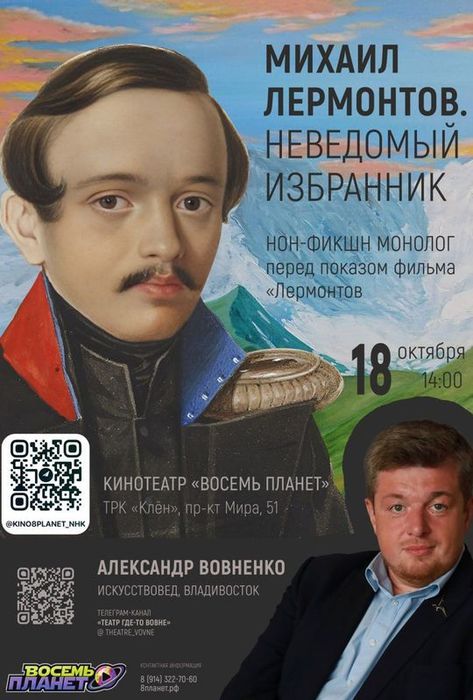 МИХАИЛ
ЛЕРМОНТОВ.
НЕВЕДОМЫЙ
ИЗБРАННИК
НОН-ФИКШН МОНОЛОГ
перед показом фильма
«Лермонтов
18 октября
14:00
@KINO8PLANET_NHK
КИНОТЕАТР «ВОСЕМЬ ПЛАНЕТ»
ТРК «Клён», пр-кт Мира, 51
АЛЕКСАНДР ВОВНЕНКО
ИСКУССТВОВЕД, ВЛАДИВОСТОК
ТЕЛЕГРАМ-КАНАЛ
«ТЕАТР ГДЕ-ТО ВОВНЕ»
@ THEATRE_VOVNE
ВОСЕМЬ
ПЛАНЕТ
КОНТАКТНАЯ ИНФОРМАЦИЯ
8 (914) 322-70-60
8планет.рф